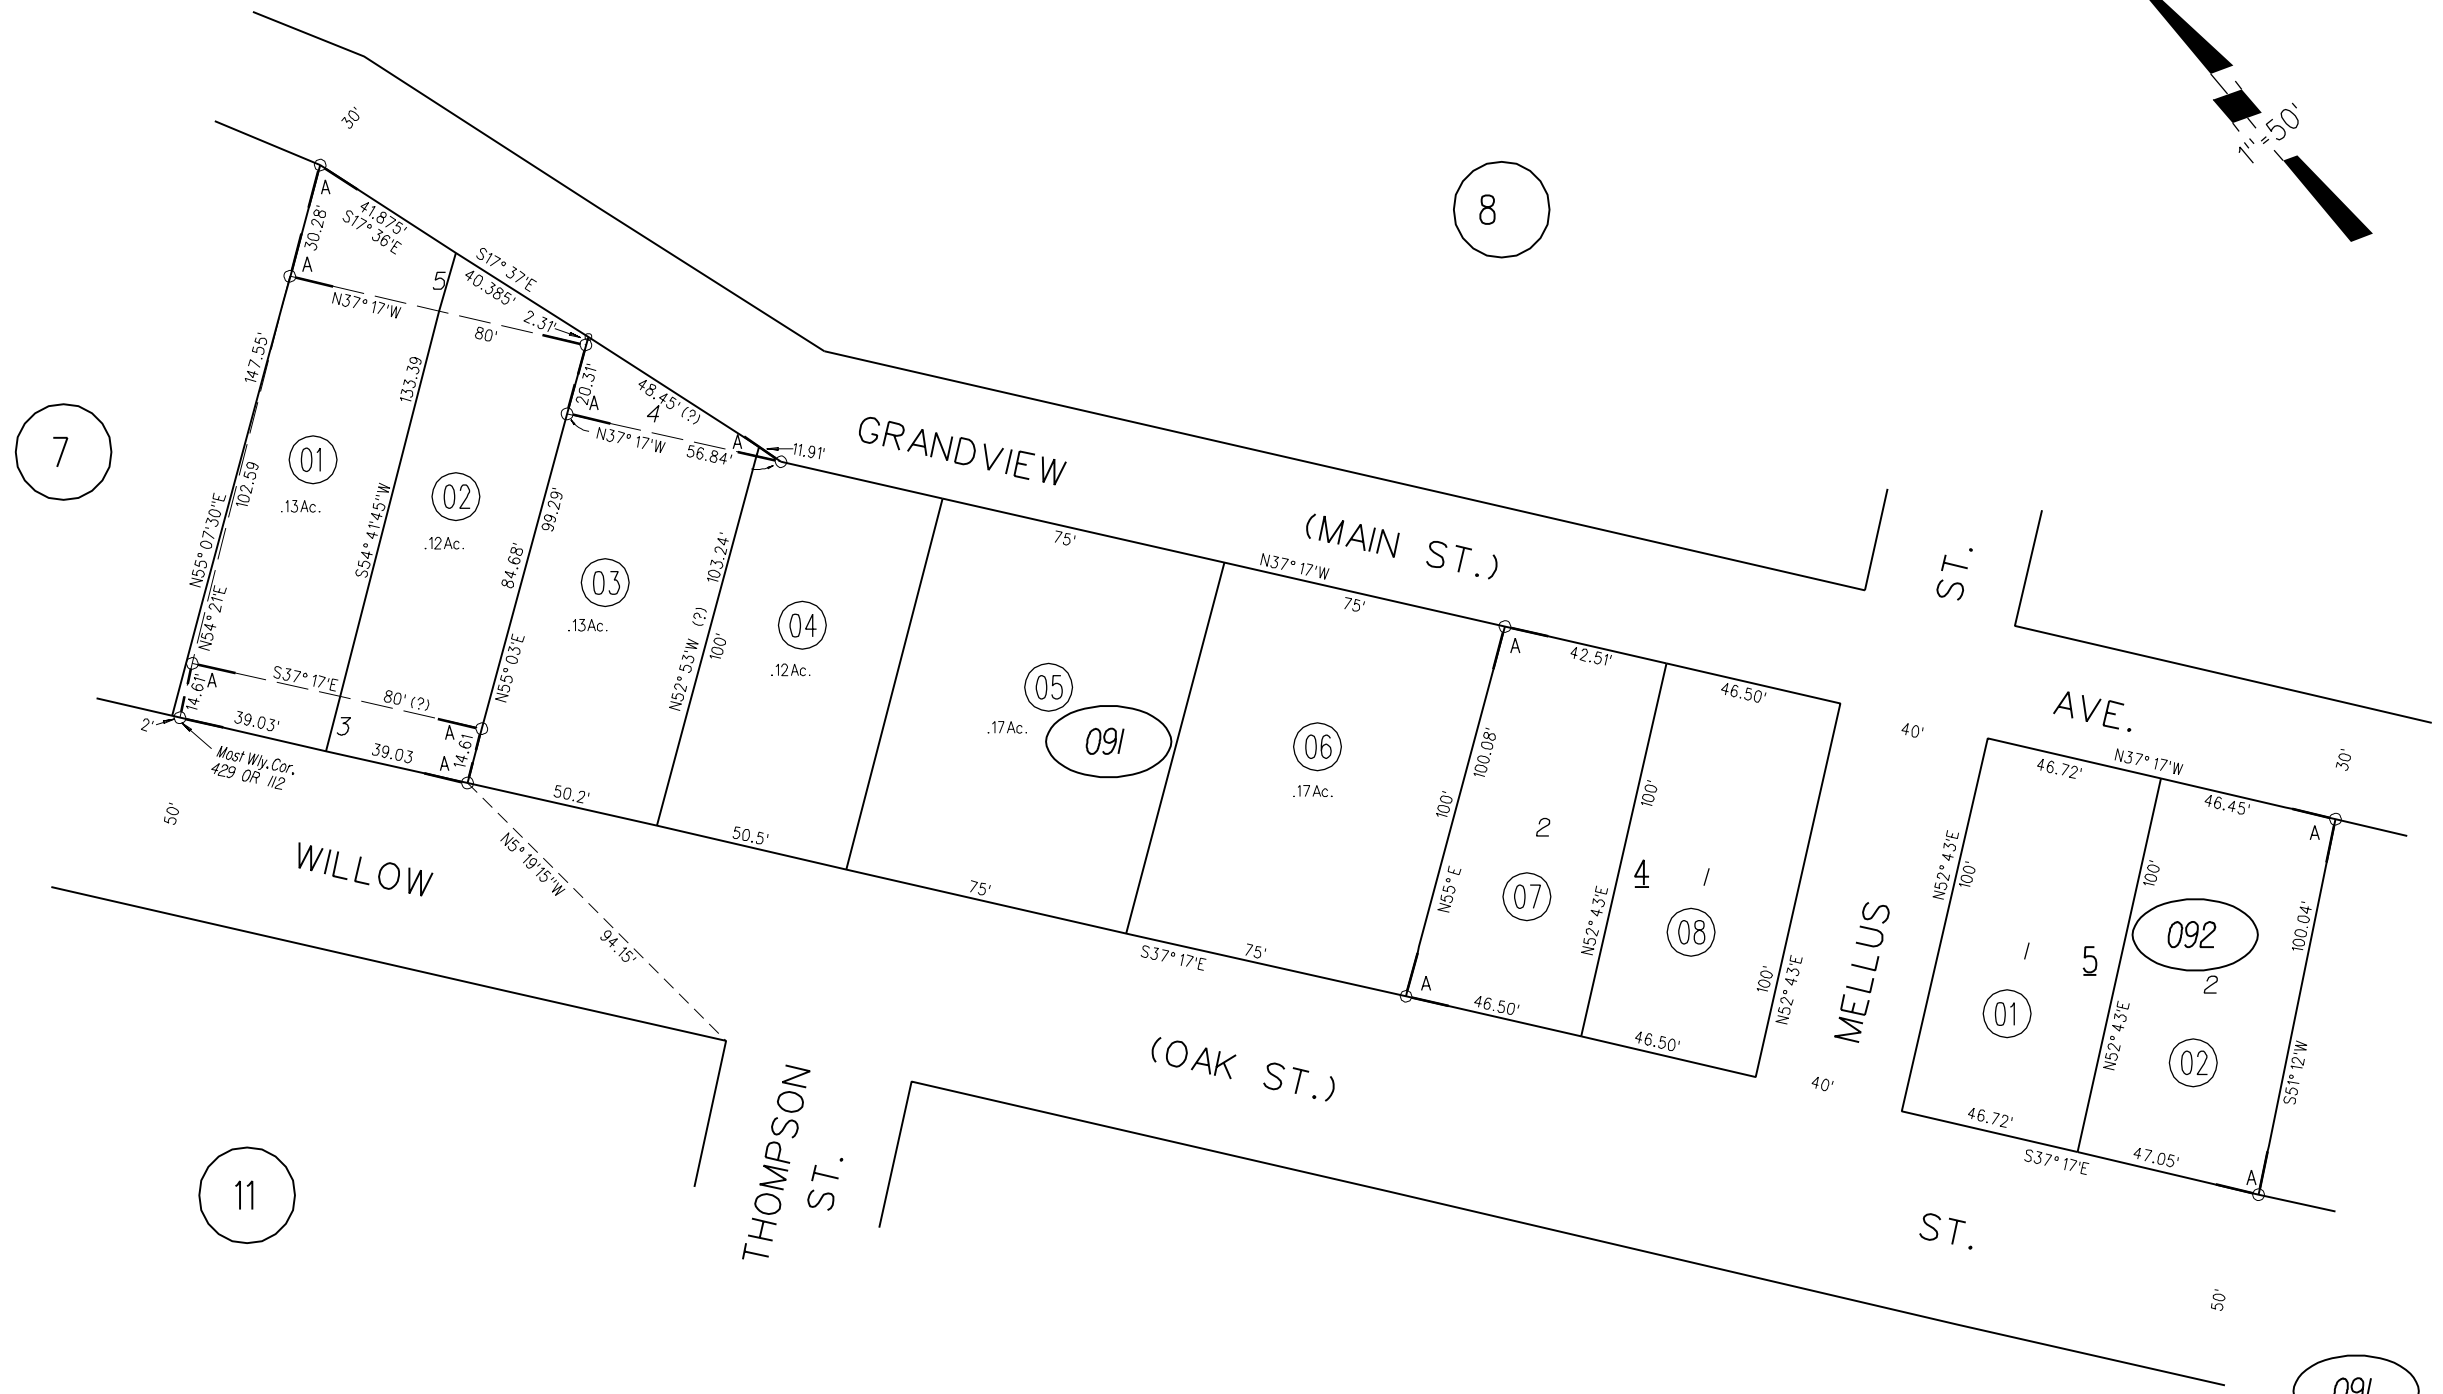 1"=50'
30'
8
7
11
A
30.28'
A
41.875'
S17°36'E
S17°37'E
40.385'
5
N37°17'W
80'
2.31'
147.55'
133.39
20.31'
A
4
48.45'(?)
N37°17'W
56.84'
A
11.91'
102.59
01
.13Ac.
02
.12Ac.
03
.13Ac.
04
.12Ac.
05
.17Ac.
06
.17Ac.
091
N55°07'30"E
N54°21'E
S54°41'45"W
99.29'
84.68'
N55°03'E
103.24'
100'
N52°53'W (?)
14.61'
A
S37°17'E
80'(?)
A
14.61
A
2'
39.03'
3
39.03
Most Wly. Cor.
429 OR 112
50'
50.2'
50.5'
75'
S37°17'E
75'
N5°19'15"W
94.15'
WILLOW
(OAK ST.)
ST.
THOMPSON
ST.
GRANDVIEW
(MAIN ST.)
AVE.
75'
N37°17'W
75'
A
42.51'
46.50'
100.08'
100'
N55°E
A
2
07
46.50'
100'
N52°43'E
4
1
08
46.50'
100'
N52°43'E
ST.
MELLUS
40'
40'
N37°17'W
46.72'
46.45'
30'
A
N52°43'E
100'
100'
100.04'
1
5
092
2
01
N52°43'E
02
S51°12'W
46.72'
S37°17'E
47.05'
A
50'
091